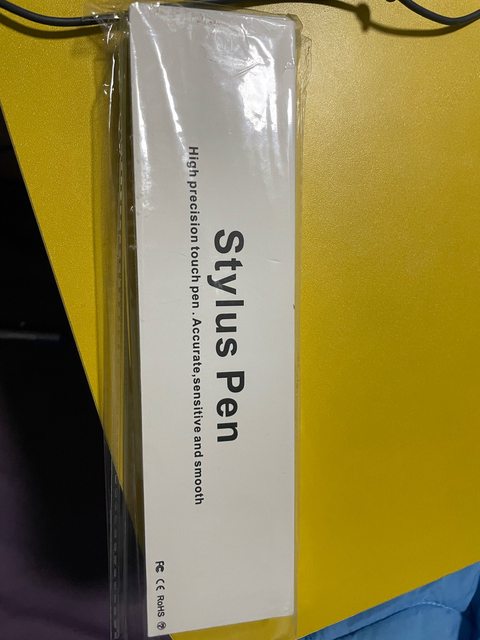 Stylus Pen
High precision touch pen . Accurate,sensitive and smooth
FC CE RoHS